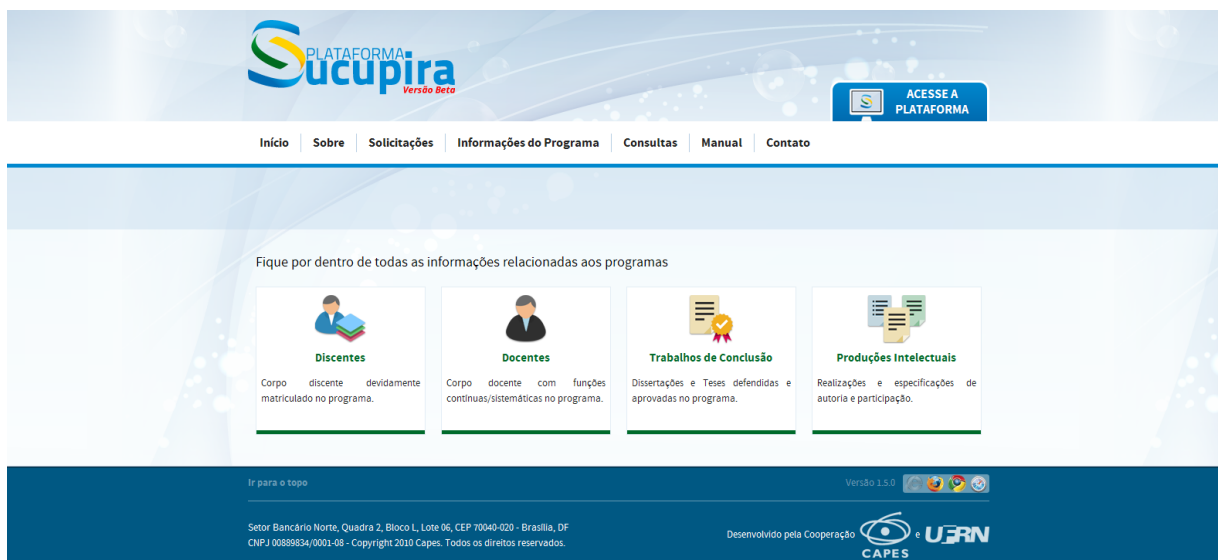 PLATAFORMA
Sucupira
Versão Beta
ACESSE A
PLATAFORMA
Início Sobre Solicitações Informações do Programa Consultas Manual Contato
Fique por dentro de todas as informações relacionadas aos programas
Discentes
Corpo discente devidamente
matriculado no programa.
Docentes
Corpo docente com funções
contínuas/sistemáticas no programa.
Trabalhos de Conclusão
Dissertações e Teses defendidas e
aprovadas no programa.
Produções Intelectuais
Realizações e especificações de
autoria e participação.
Ir para o topo
Versão 1.5.0
Setor Bancário Norte, Quadra 2, Bloco L, Lote 06, CEP 70040-020 - Brasília, DF
CNPJ 00889834/0001-08 - Copyright 2010 Capes. Todos os direitos reservados.
Desenvolvido pela Cooperação CAPES e UFRN